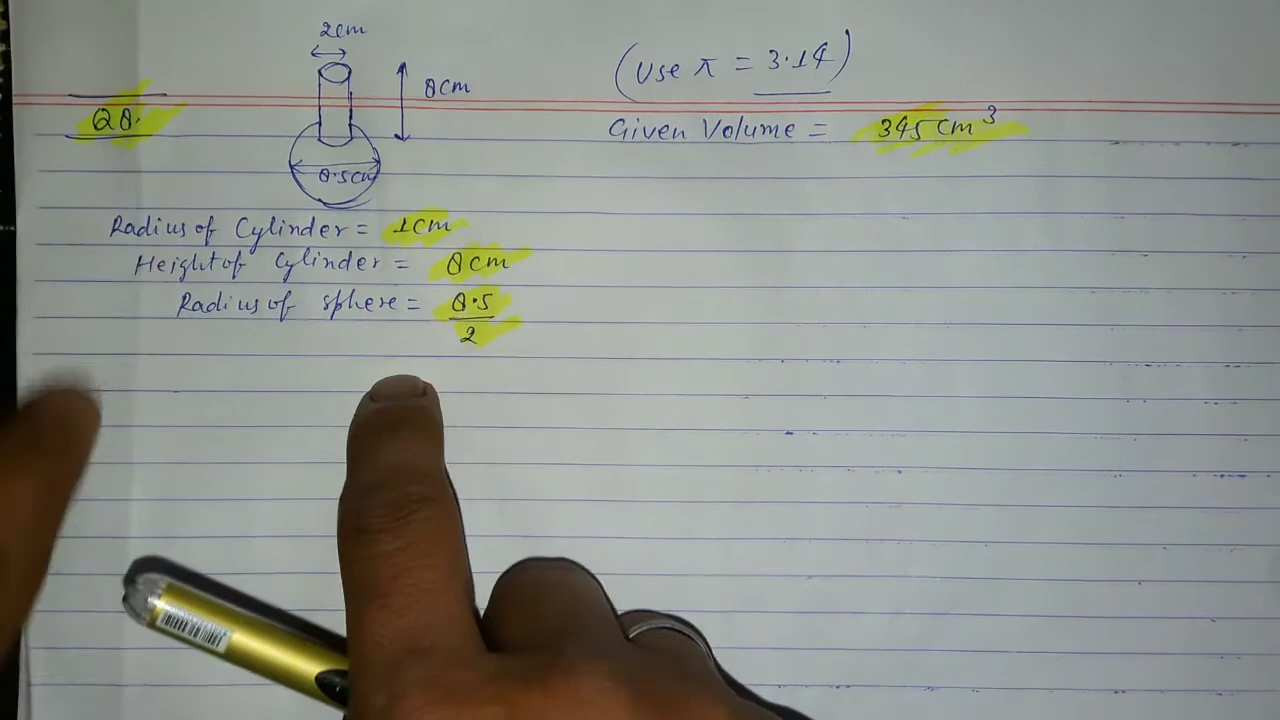 2cm
(Use π = 3.14)
8cm
Q8.
Given Volume = 345 cm³
8.5cm
Radius of Cylinder = 1cm
Height of Cylinder = 8cm
Radius of sphere = 8.5
2